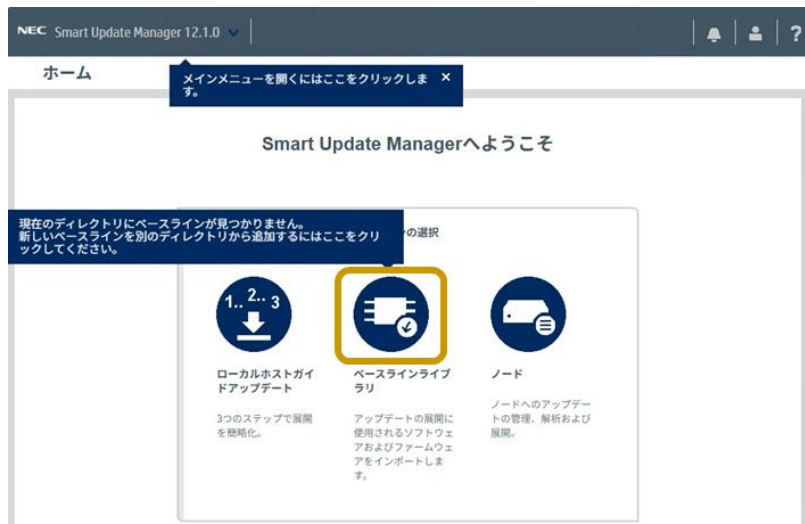 NEC Smart Update Manager 12.1.0
?
ホーム
メインメニューを開くにはここをクリックしま ×
す。
Smart Update Managerへようこそ
現在のディレクトリにベースラインが見つかりません。
新しいベースラインを別のディレクトリから追加するにはここをクリ
ックしてください。
の選択
1.. 2.. 3
ローカルホストガイ
ドアップデート
3つのステップで展開
を簡略化。
ベースラインライブ
ラリ
アップデートの展開に
使用されるソフトウェ
アおよびファームウェ
アをインポートしま
す。
ノード
ノードへのアップデー
トの管理、解析および
展開。